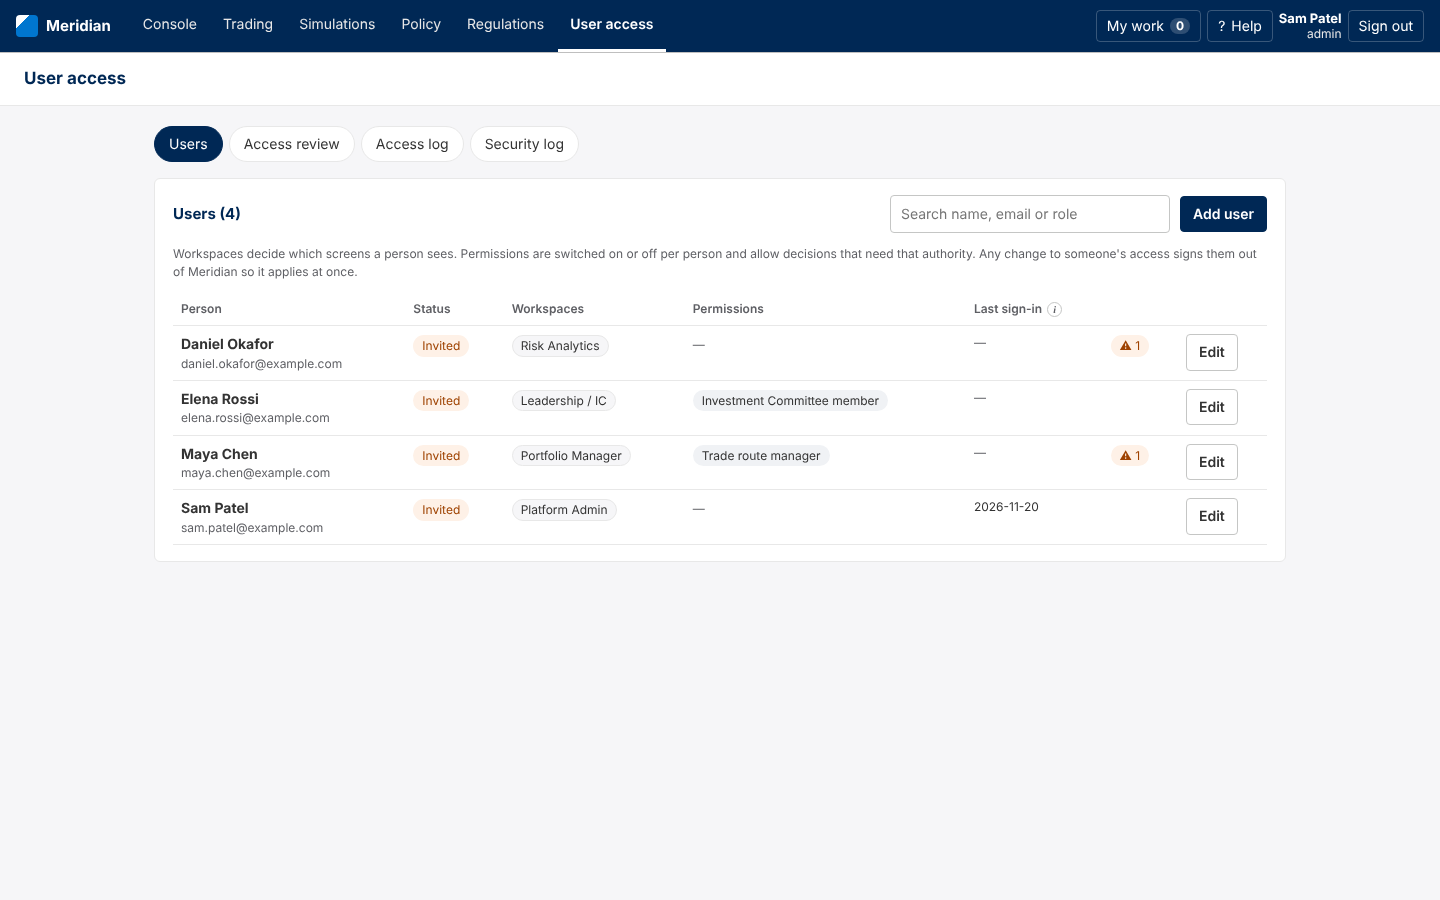 Meridian
Console
Trading
Simulations
Policy
Regulations
User access
My work 0
? Help
Sam Patel
admin
Sign out
User access
Users
Access review
Access log
Security log
Users (4)
Search name, email or role
Add user
Workspaces decide which screens a person sees. Permissions are switched on or off per person and allow decisions that need that authority. Any change to someone's access signs them out
of Meridian so it applies at once.
Person Status Workspaces Permissions Last sign-in i
Daniel Okafor Invited Risk Analytics — — ⚠ 1 Edit
daniel.okafor@example.com
Elena Rossi Invited Leadership / IC Investment Committee member — Edit
elena.rossi@example.com
Maya Chen Invited Portfolio Manager Trade route manager — ⚠ 1 Edit
maya.chen@example.com
Sam Patel Invited Platform Admin — 2026-11-20 Edit
sam.patel@example.com